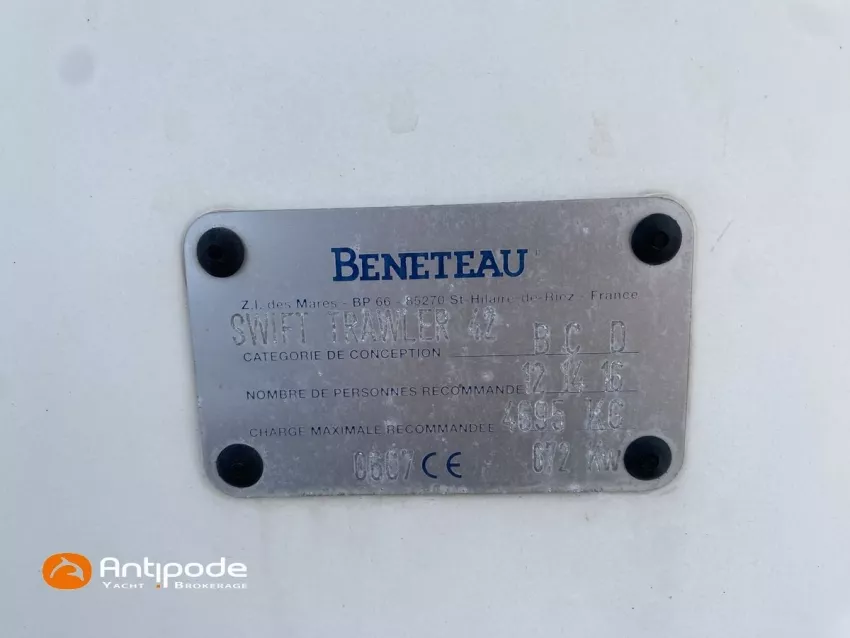 BENETEAU
Z.I. des Mares - BP 66 - 85270 St-Hilaire-de-Riez - France
SWIFT TRAWLER 42
CATEGORIE DE CONCEPTION B C D
NOMBRE DE PERSONNES RECOMMANDE 12 14 16
CHARGE MAXIMALE RECOMMANDEE 4695 KG
0607 CE 072 KW
Antipode
YACHT BROKERAGE